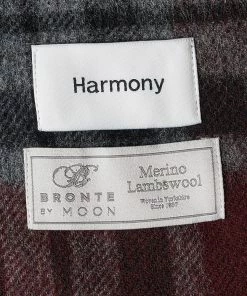 Harmony
B
BRONTE
BY MOON
Merino
Lambswool
Woven in Yorkshire
Since 1837